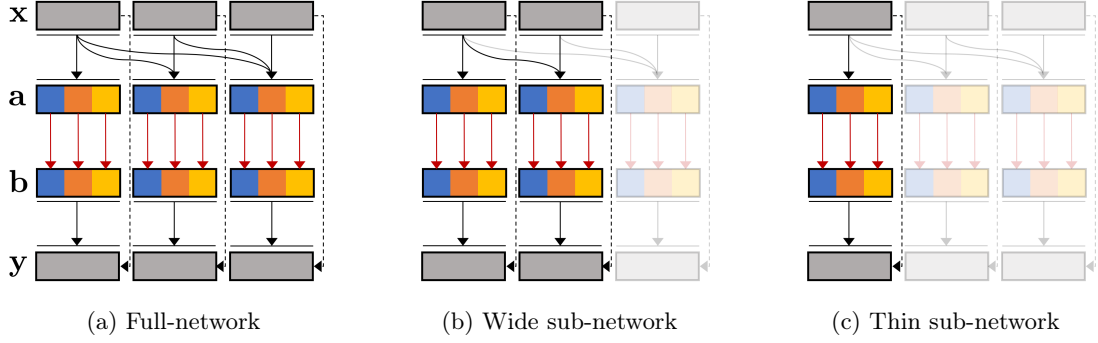 x
a
b
y
(a) Full-network
(b) Wide sub-network
(c) Thin sub-network